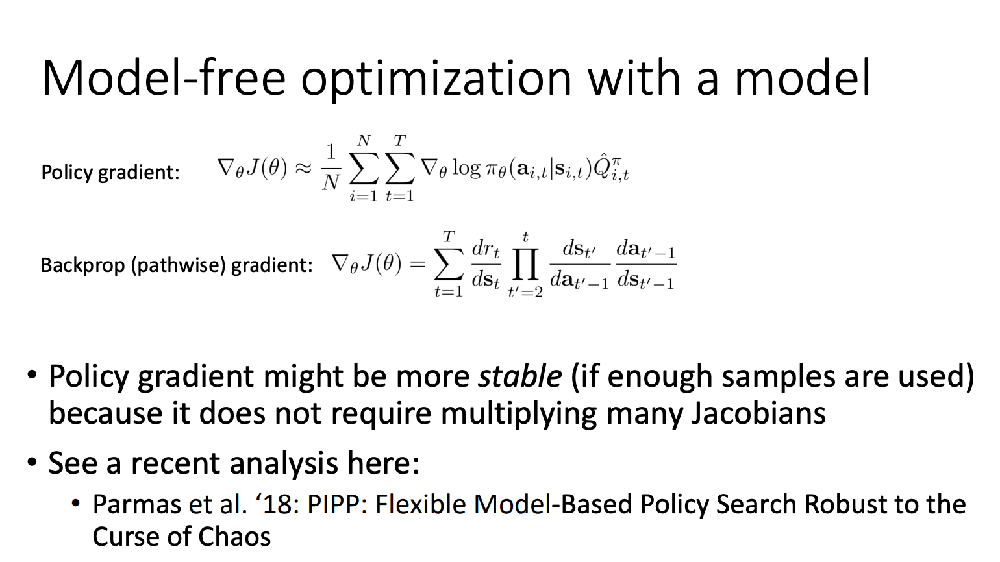 Model-free optimization with a model
Policy gradient: $\nabla_\theta J(\theta) \approx \frac{1}{N} \sum_{i=1}^{N} \sum_{t=1}^{T} \nabla_\theta \log \pi_\theta(\mathbf{a}_{i,t}|\mathbf{s}_{i,t}) \hat{Q}^{\pi}_{i,t}$
Backprop (pathwise) gradient: $\nabla_\theta J(\theta) = \sum_{t=1}^{T} \frac{dr_t}{d\mathbf{s}_t} \prod_{t'=2}^{t} \frac{d\mathbf{s}_{t'}}{d\mathbf{a}_{t'-1}} \frac{d\mathbf{a}_{t'-1}}{d\mathbf{s}_{t'-1}}$
• Policy gradient might be more stable (if enough samples are used)
because it does not require multiplying many Jacobians
• See a recent analysis here:
• Parmas et al. ‘18: PIPP: Flexible Model-Based Policy Search Robust to the
Curse of Chaos